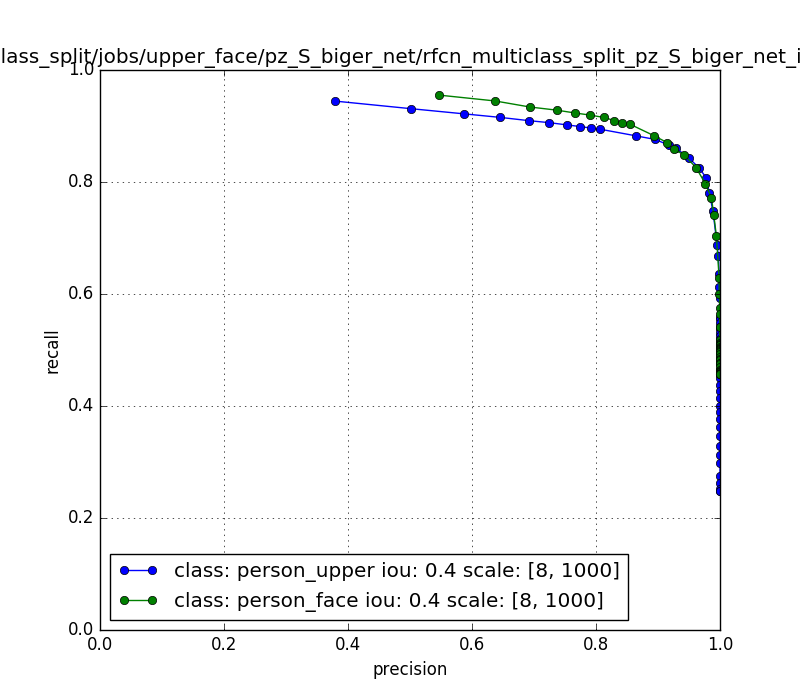 lass_split/jobs/upper_face/pz_S_biger_net/rfcn_multiclass_split_pz_S_biger_net_i
1.0
0.8
0.6
recall
0.4
0.2
class: person_upper iou: 0.4 scale: [8, 1000]
class: person_face iou: 0.4 scale: [8, 1000]
0.0
0.0 0.2 0.4 0.6 0.8 1.0
precision